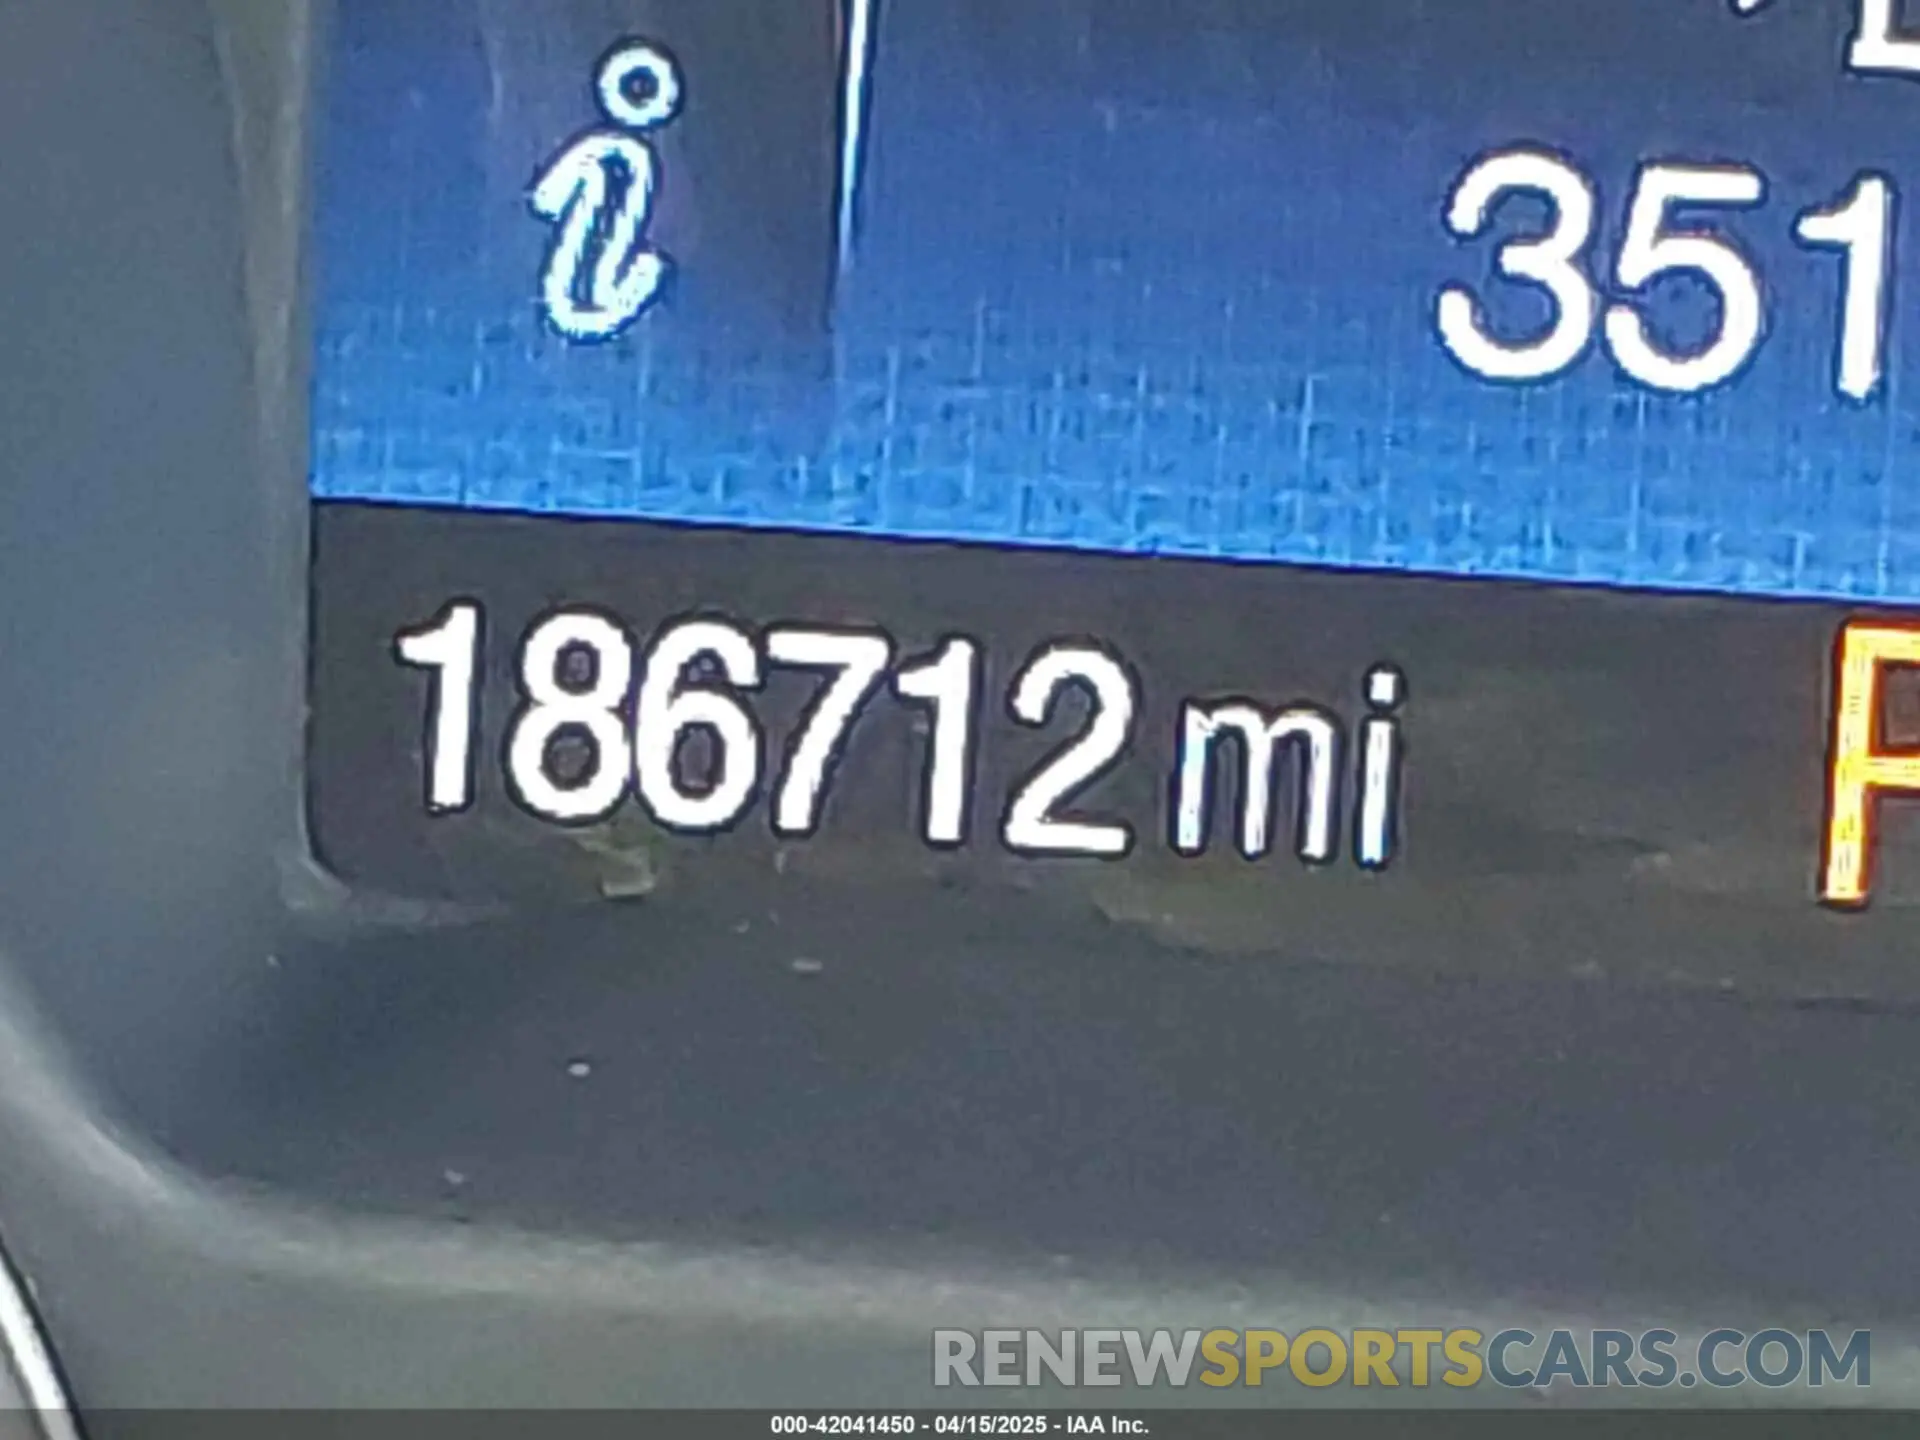 i
351
186712 mi
P
RENEWSPORTSCARS.COM
000-42041450 - 04/15/2025 - IAA Inc.